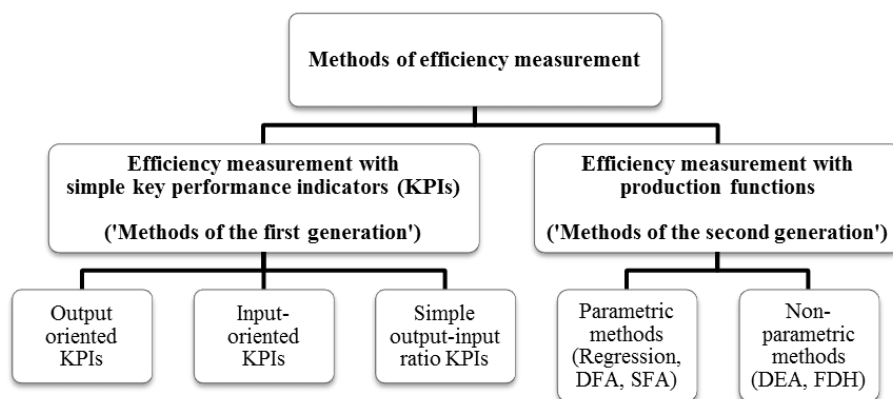 Methods of efficiency measurement
Efficiency measurement with
simple key performance indicators (KPIs)
('Methods of the first generation')
Efficiency measurement with
production functions
('Methods of the second generation')
Output
oriented
KPIs
Input-
oriented
KPIs
Simple
output-input
ratio KPIs
Parametric
methods
(Regression,
DFA, SFA)
Non-
parametric
methods
(DEA, FDH)